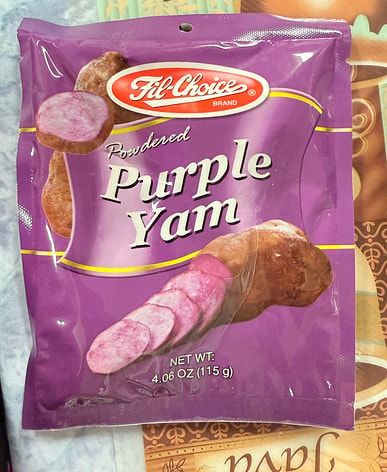 Fil-Choice®
BRAND
Powdered
Purple
Yam
NET WT:
4.06 OZ (115 g)
Java